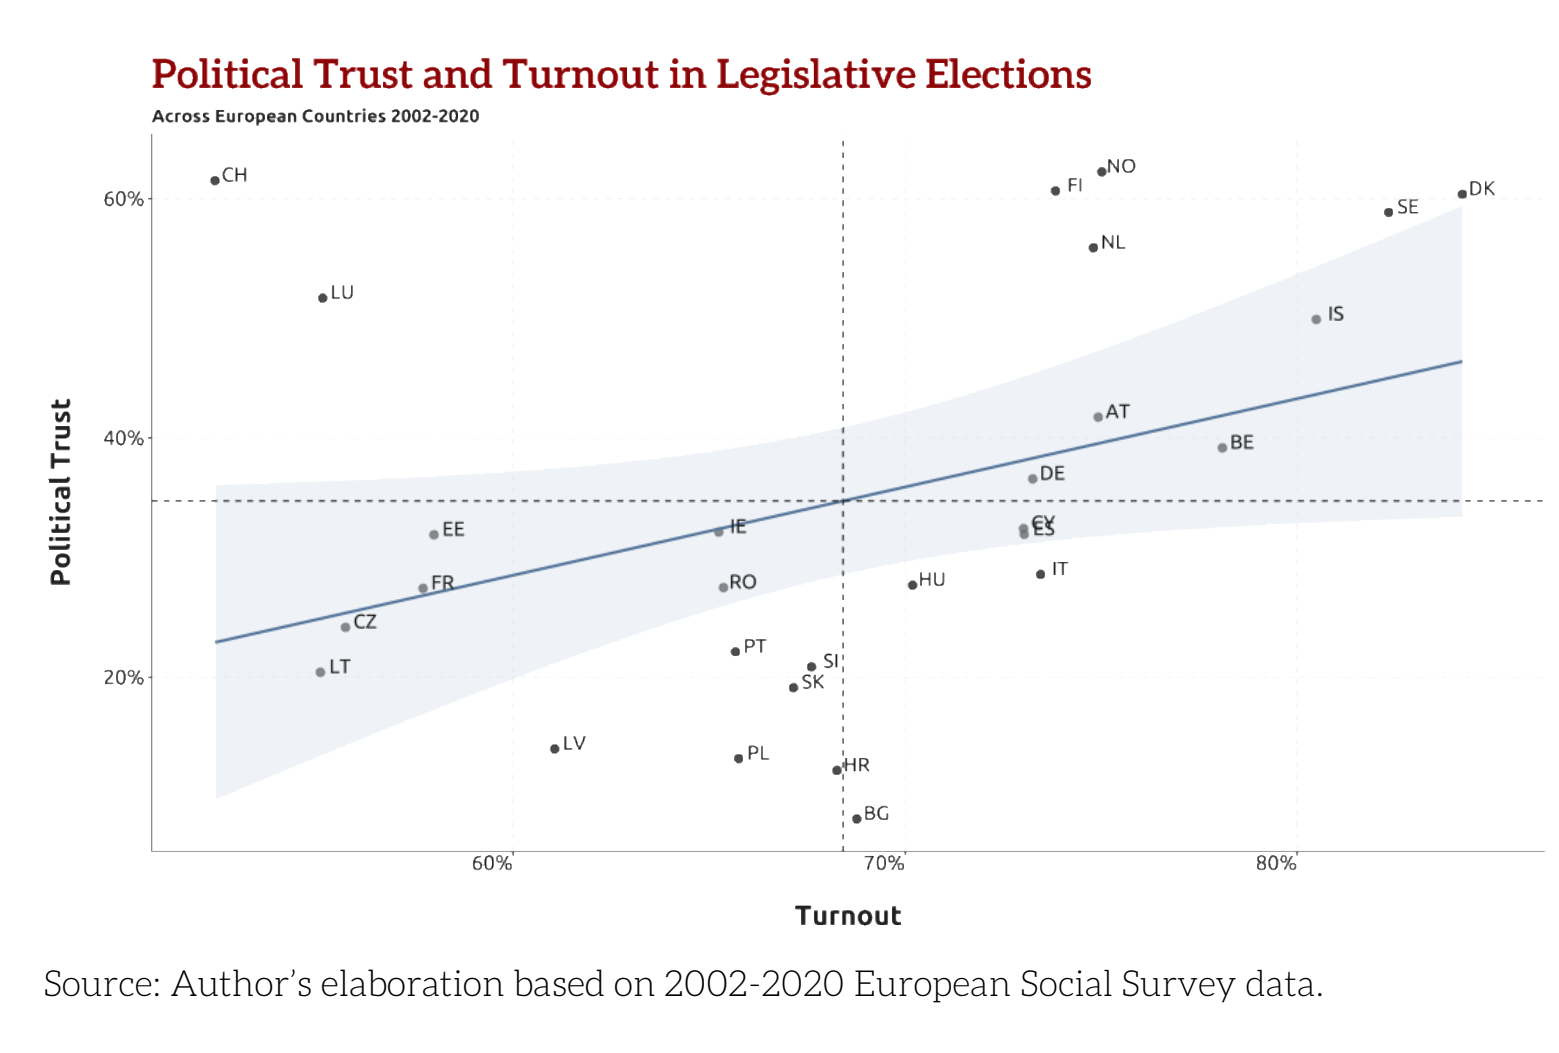 Political Trust and Turnout in Legislative Elections
Across European Countries 2002-2020
CH
NO
FI
DK
60%
SE
NL
LU
IS
AT
40%
BE
DE
Political Trust
EE
IE
CY
ES
IT
FR
RO
HU
CZ
PT
LT
SI
20%
SK
LV
PL
HR
BG
60%
70%
80%
Turnout
Source: Author’s elaboration based on 2002-2020 European Social Survey data.